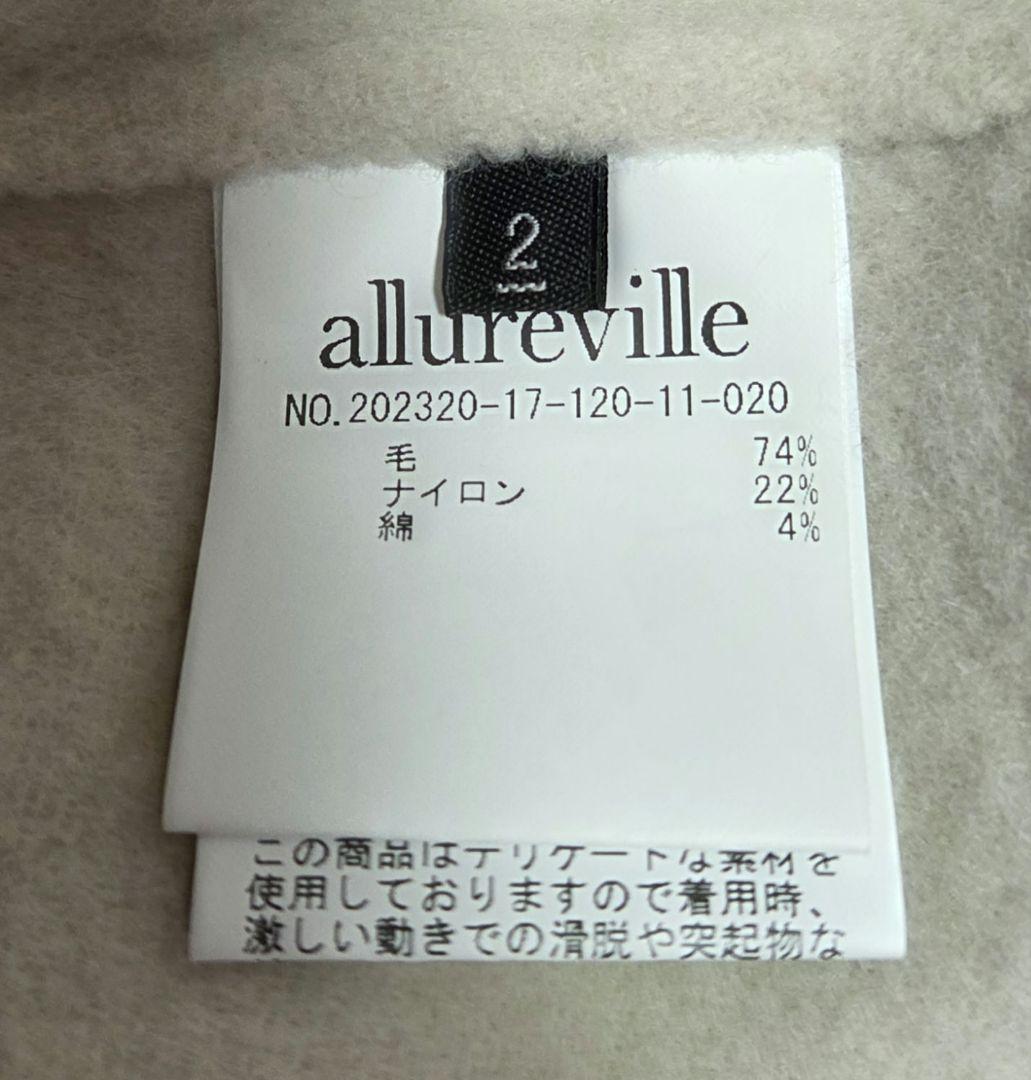 2
allureville
NO.202320-17-120-11-020
毛 74%
ナイロン 22%
綿 4%
この商品はデリケートな素材を
使用しておりますので着用時、
激しい動きでの滑脱や突起物な